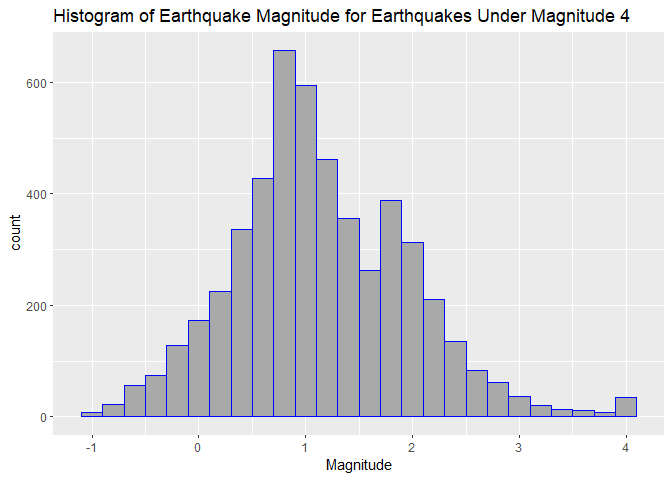 Histogram of Earthquake Magnitude for Earthquakes Under Magnitude 4
600
400
200
0
count
-1 0 1 2 3 4
Magnitude